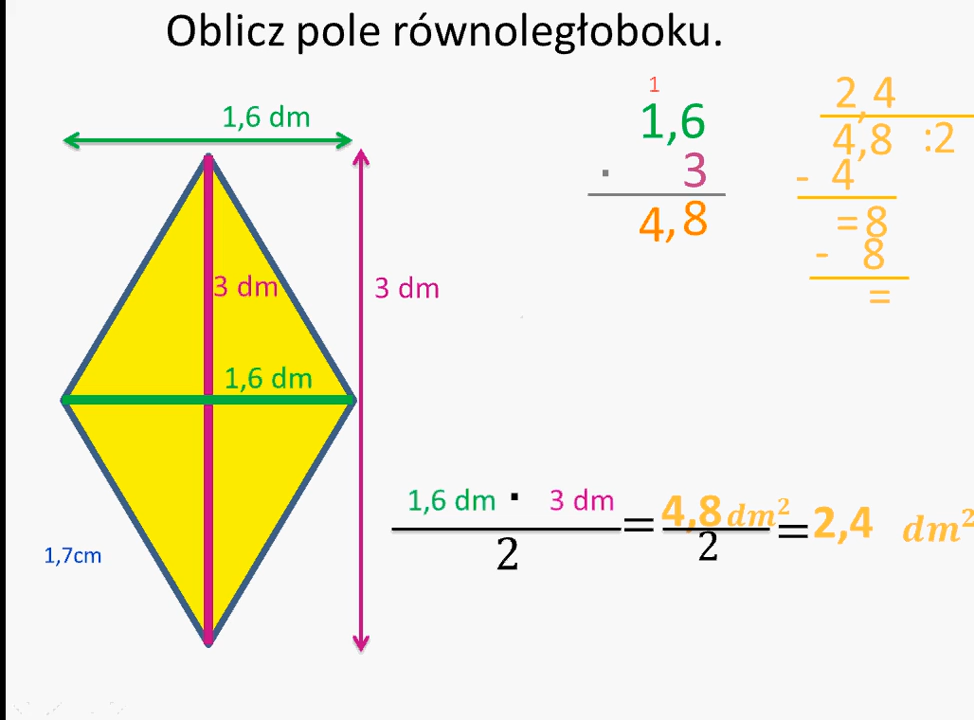 Oblicz pole równoległoboku.
1,6 dm
3 dm
3 dm
1,6 dm
1,7cm
1
1,6
· 3
4,8
2,4
4,8 :2
- 4
=8
- 8
=
1,6 dm · 3 dm
2
=
4,8 dm²
2
= 2,4 dm²